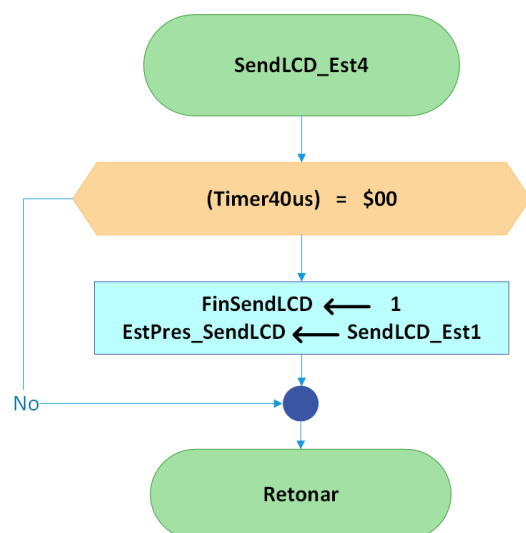 SendLCD_Est4
(Timer40us) = $00
FinSendLCD ← 1
EstPres_SendLCD ← SendLCD_Est1
No
Retonar